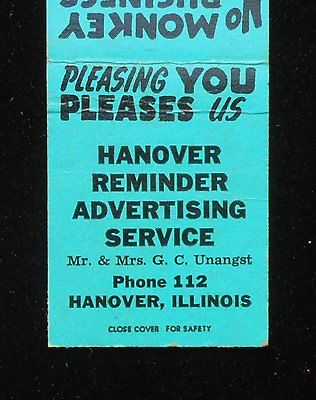 No MONKEY
BUSINESS
PLEASING YOU
PLEASES US
HANOVER
REMINDER
ADVERTISING
SERVICE
Mr. & Mrs. G. C. Unangst
Phone 112
HANOVER, ILLINOIS
CLOSE COVER FOR SAFETY